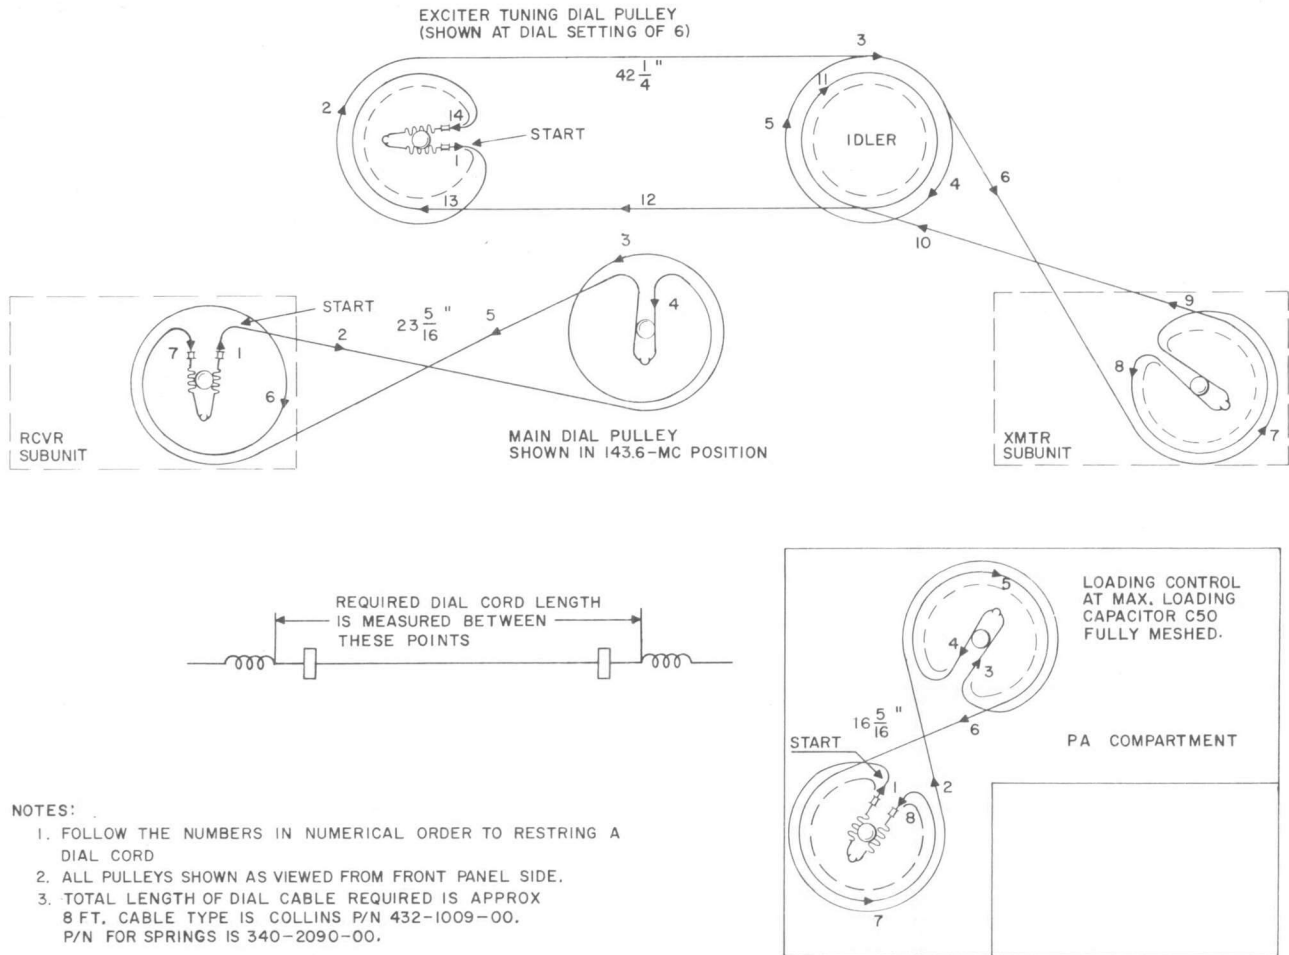 EXCITER TUNING DIAL PULLEY
(SHOWN AT DIAL SETTING OF 6)
3
42 1/4 "
2
14
START
1
13
12
11
5
IDLER
4
6
10
3
START
5
23 5/16 "
2
4
7
1
6
RCVR
SUBUNIT
MAIN DIAL PULLEY
SHOWN IN 143.6-MC POSITION
9
8
7
XMTR
SUBUNIT
REQUIRED DIAL CORD LENGTH
IS MEASURED BETWEEN
THESE POINTS
5
4
3
LOADING CONTROL
AT MAX. LOADING
CAPACITOR C50
FULLY MESHED.
16 5/16 "
6
START
PA COMPARTMENT
1
2
8
7
NOTES:
1. FOLLOW THE NUMBERS IN NUMERICAL ORDER TO RESTRING A
DIAL CORD
2. ALL PULLEYS SHOWN AS VIEWED FROM FRONT PANEL SIDE.
3. TOTAL LENGTH OF DIAL CABLE REQUIRED IS APPROX
8 FT. CABLE TYPE IS COLLINS P/N 432-1009-00.
P/N FOR SPRINGS IS 340-2090-00.